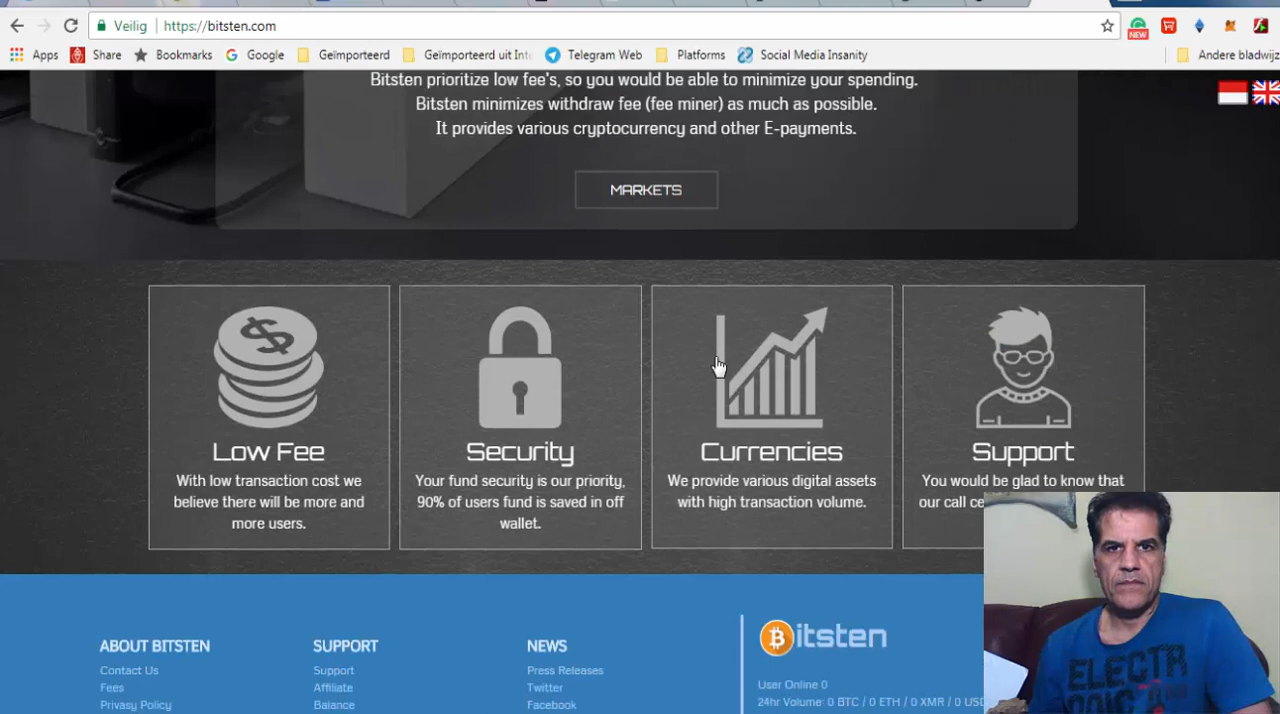 Veilig
https://bitsten.com
NEW
Apps
Share
Bookmarks
Google
Geïmporteerd
Geïmporteerd uit Int
Telegram Web
Platforms
Social Media Insanity
Andere bladwijz
Bitsten prioritize low fee's, so you would be able to minimize your spending.
Bitsten minimizes withdraw fee (fee miner) as much as possible.
It provides various cryptocurrency and other E-payments.
MARKETS
Low Fee
With low transaction cost we
believe there will be more and
more users.
Security
Your fund security is our priority,
90% of users fund is saved in off
wallet.
Currencies
We provide various digital assets
with high transaction volume.
Support
You would be glad to know that
our call ce
ABOUT BITSTEN
Contact Us
Fees
Privacy Policy
SUPPORT
Support
Affiliate
Balance
NEWS
Press Releases
Twitter
Facebook
Bitsten
User Online 0
24hr Volume: 0 BTC / 0 ETH / 0 XMR / 0 USD
ELECTR